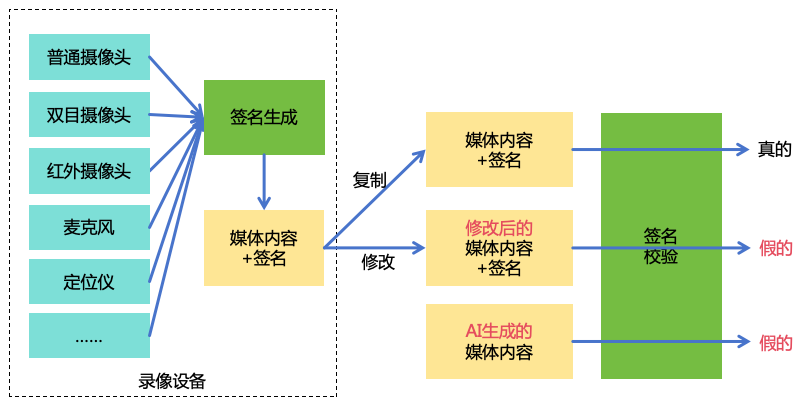 普通摄像头
双目摄像头
红外摄像头
麦克风
定位仪
......
录像设备
签名生成
媒体内容
+签名
复制
修改
媒体内容
+签名
修改后的
媒体内容
+签名
AI生成的
媒体内容
签名
校验
真的
假的
假的